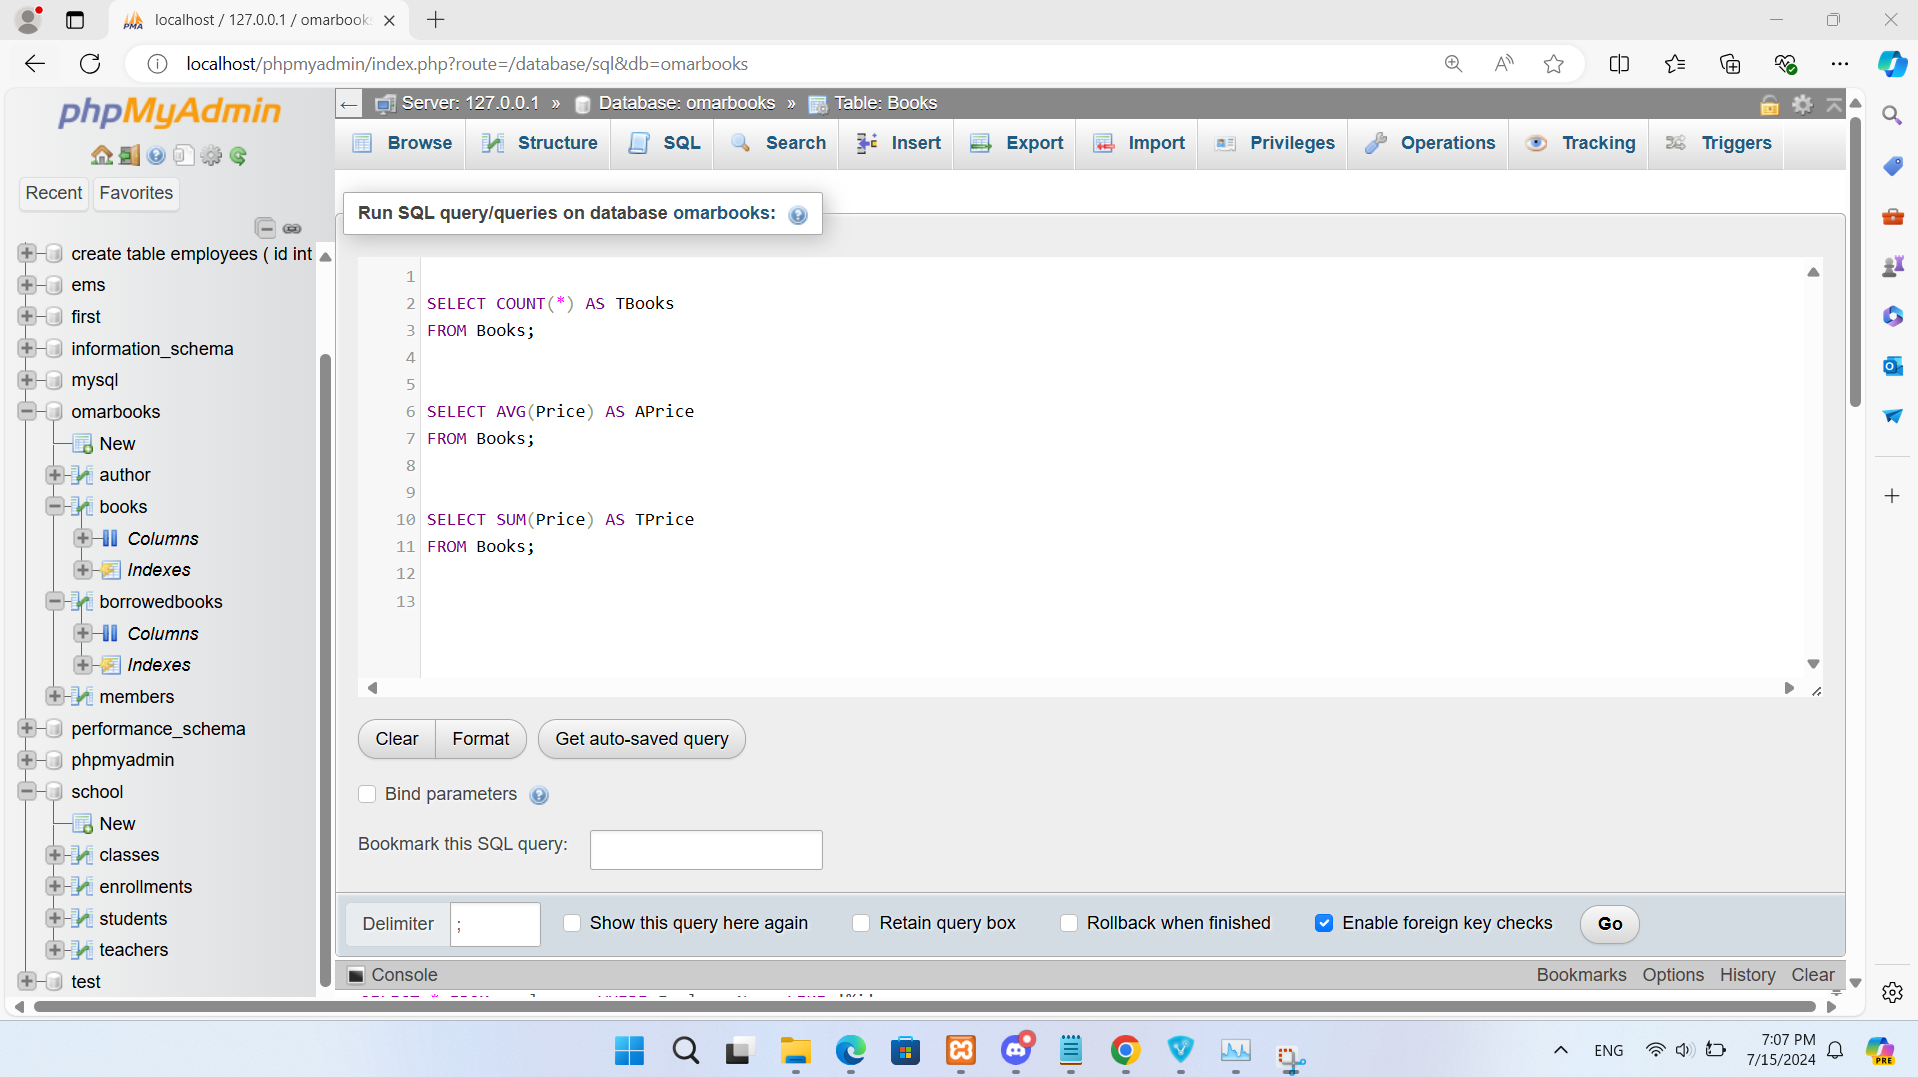 localhost / 127.0.0.1 / omarbooks
localhost/phpmyadmin/index.php?route=/database/sql&db=omarbooks
phpMyAdmin
Recent
Favorites
create table employees ( id int
ems
first
information_schema
mysql
omarbooks
New
author
books
Columns
Indexes
borrowedbooks
Columns
Indexes
members
performance_schema
phpmyadmin
school
New
classes
enrollments
students
teachers
test
Server: 127.0.0.1 » Database: omarbooks » Table: Books
Browse Structure SQL Search Insert Export Import Privileges Operations Tracking Triggers
Run SQL query/queries on database omarbooks:
1
2 SELECT COUNT(*) AS TBooks
3 FROM Books;
4
5
6 SELECT AVG(Price) AS APrice
7 FROM Books;
8
9
10 SELECT SUM(Price) AS TPrice
11 FROM Books;
12
13
Clear Format Get auto-saved query
Bind parameters
Bookmark this SQL query:
Delimiter ; Show this query here again Retain query box Rollback when finished Enable foreign key checks Go
Console Bookmarks Options History Clear
ENG
7:07 PM
7/15/2024
PRE